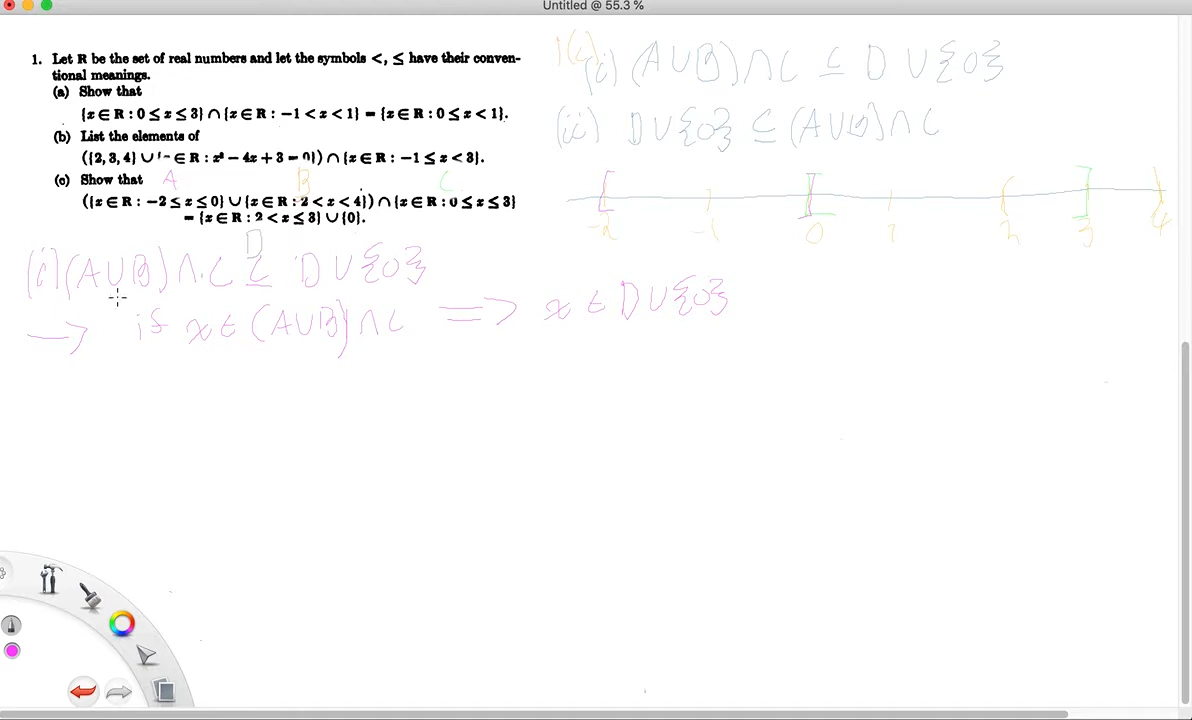 Untitled @ 55.3 %
1. Let R be the set of real numbers and let the symbols <, ≤ have their conven-
tional meanings.
(a) Show that
{x ∈ R : 0 ≤ x ≤ 3} ∩ {x ∈ R : −1 < x < 1} = {x ∈ R : 0 ≤ x < 1}.
(b) List the elements of
({2, 3, 4} ∪ {x ∈ R : x² − 4x + 3 = 0}) ∩ {x ∈ R : −1 ≤ x < 3}.
(c) Show that
A B C
({x ∈ R : −2 ≤ x ≤ 0} ∪ {x ∈ R : 2 < x < 4}) ∩ {x ∈ R : 0 ≤ x ≤ 3}
= {x ∈ R : 2 < x ≤ 3} ∪ {0}.
D
1(c)
(i) (A∪B)∩C ⊆ D ∪{0}
(ii) D∪{0} ⊆ (A∪B)∩C
-2 -1 0 1 2 3 4
(i) (A∪B)∩C ⊆ D∪{0}
→ if x ∈ (A∪B)∩C ⟹ x ∈ D∪{0}